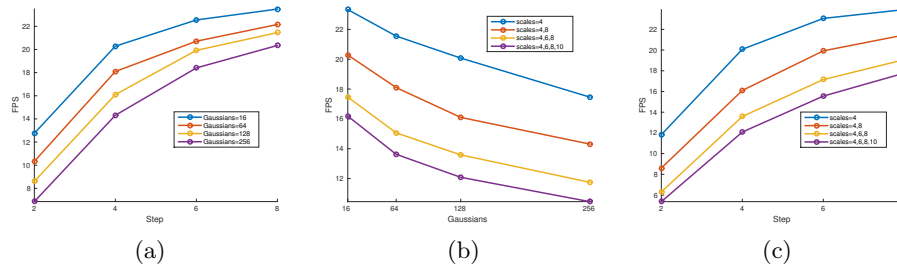 22
20
18
16
14
12
10
8
FPS
2
4
6
8
Step
Gaussians=16
Gaussians=64
Gaussians=128
Gaussians=256
(a)
22
20
18
16
14
12
FPS
16
64
128
256
Gaussians
scales=4
scales=4,8
scales=4,6,8
scales=4,6,8,10
(b)
22
20
18
16
14
12
10
8
6
FPS
2
4
6
Step
scales=4
scales=4,8
scales=4,6,8
scales=4,6,8,10
(c)